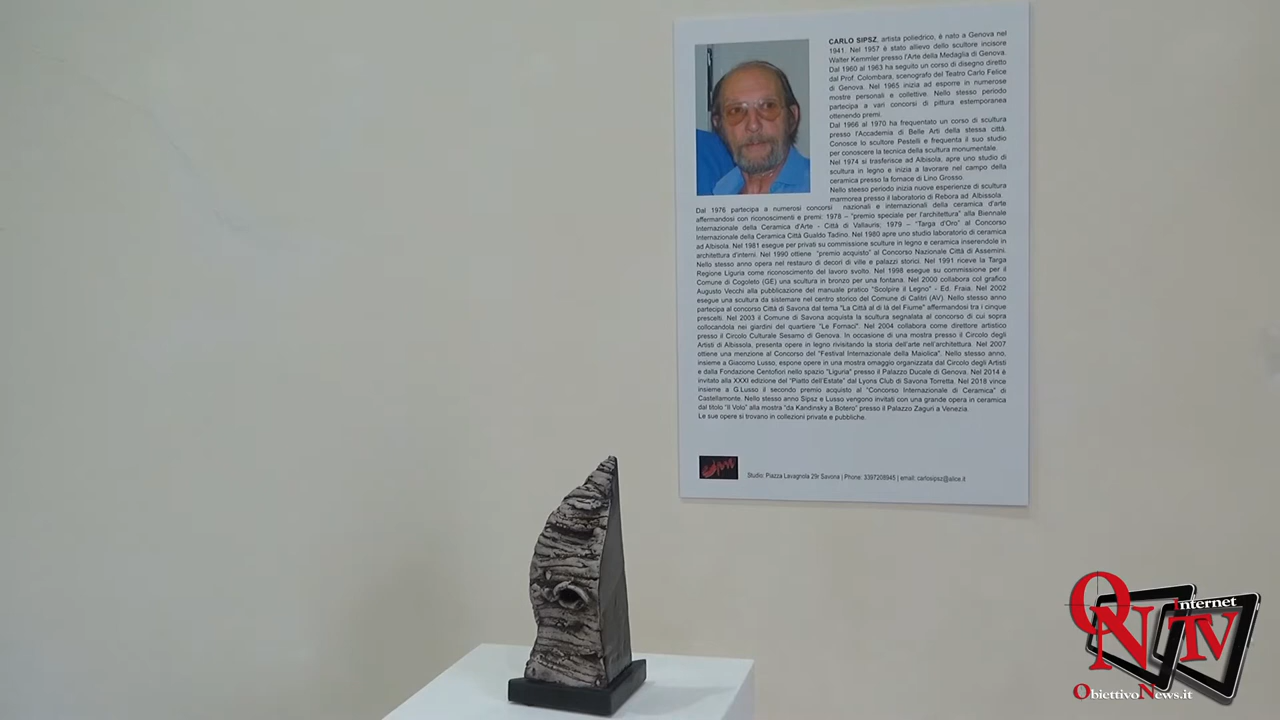 CARLO SIPSZ, artista poliedrico, è nato a Genova nel
1941. Nel 1957 è stato allievo dello scultore incisore
Walter Kemmler presso l'Arte della Medaglia di Genova.
Dal 1960 al 1963 ha seguito un corso di disegno diretto
dal Prof. Colombara, scenografo del Teatro Carlo Felice
di Genova. Nel 1965 inizia ad esporre in numerose
mostre personali e collettive. Nello stesso periodo
partecipa a vari concorsi di pittura estemporanea
ottenendo premi.
Dal 1966 al 1970 ha frequentato un corso di scultura
presso l'Accademia di Belle Arti della stessa città.
Conosce lo scultore Pestelli e frequenta il suo studio
per conoscere la tecnica della scultura monumentale.
Nel 1974 si trasferisce ad Albisola, apre uno studio di
scultura in legno e inizia a lavorare nel campo della
ceramica presso la fornace di Lino Grosso.
Nello steeso periodo inizia nuove esperienze di scultura
marmorea presso il laboratorio di Rebora ad Albissola
Dal 1976 partecipa a numerosi concorsi nazionali e internazionali della ceramica d'arte
affermandosi con riconoscimenti e premi: 1978 – "premio speciale per l'architettura" alla Biennale
Internazionale della Ceramica d'Arte - Città di Vallauris; 1979 – "Targa d'Oro" al Concorso
Internazionale della Ceramica Città Gualdo Tadino. Nel 1980 apre uno studio laboratorio di ceramica
ad Albisola. Nel 1981 esegue per privati su commissione sculture in legno e ceramica inserendole in
architettura d'interni. Nel 1990 ottiene "premio acquisto" al Concorso Nazionale Città di Assemini.
Nello stesso anno opera nel restauro di decori di ville e palazzi storici. Nel 1991 riceve la Targa
Regione Liguria come riconoscimento del lavoro svolto. Nel 1998 esegue su commissione per il
Comune di Cogoleto (GE) una scultura in bronzo per una fontana. Nel 2000 collabora col grafico
Augusto Vecchi alla pubblicazione del manuale pratico "Scolpire il Legno" - Ed. Fraia. Nel 2002
esegue una scultura da sistemare nel centro storico del Comune di Calitri (AV). Nello stesso anno
partecipa al concorso Città di Savona dal tema "La Città al di là del Fiume" affermandosi tra i cinque
prescelti. Nel 2003 il Comune di Savona acquista la scultura segnalata al concorso di cui sopra
collocandola nei giardini del quartiere "Le Fornaci". Nel 2004 collabora come direttore artistico
presso il Circolo Culturale Sesamo di Genova. In occasione di una mostra presso il Circolo degli
Artisti di Albissola, presenta opere in legno rivisitando la storia dell'arte nell'architettura. Nel 2007
ottiene una menzione al Concorso del "Festival Internazionale della Maiolica". Nello stesso anno,
insieme a Giacomo Lusso, espone opere in una mostra omaggio organizzata dal Circolo degli Artisti
e dalla Fondazione Centofiori nello spazio "Liguria" presso il Palazzo Ducale di Genova. Nel 2014 è
invitato alla XXXI edizione del "Piatto dell'Estate" dal Lyons Club di Savona Torretta. Nel 2018 vince
insieme a G.Lusso il secondo premio acquisto al "Concorso Internazionale di Ceramica" di
Castellamonte. Nello stesso anno Sipsz e Lusso vengono invitati con una grande opera in ceramica
dal titolo "Il Volo" alla mostra "da Kandinsky a Botero" presso il Palazzo Zaguri a Venezia.
Le sue opere si trovano in collezioni private e pubbliche.
Studio: Piazza Lavagnola 29r Savona | Phone: 3397208945 | email: carlosipsz@alice.it
ON
Internet
TV
ObiettivoNews.it